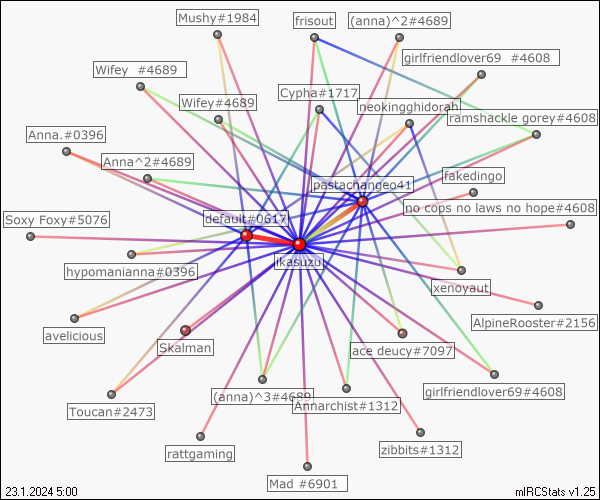 Mushy#1984
frisout
(anna)^2#4689
girlfriendlover69 #4608
Wifey #4689
Cypha#1717
Wifey#4689
neokingghidorah
ramshackle gorey#4608
Anna.#0396
Anna^2#4689
fakedingo
pastachangeo41
no cops no laws no hope#4608
Soxy Foxy#5076
default#0617
ikasuzu
hypomanianna#0396
xenoyaut
avelicious
AlpineRooster#2156
Skalman
ace deucy#7097
Toucan#2473
(anna)^3#4689
Annarchist#1312
girlfriendlover69#4608
rattgaming
zibbits#1312
Mad #6901
23.1.2024 5:00
mIRCStats v1.25